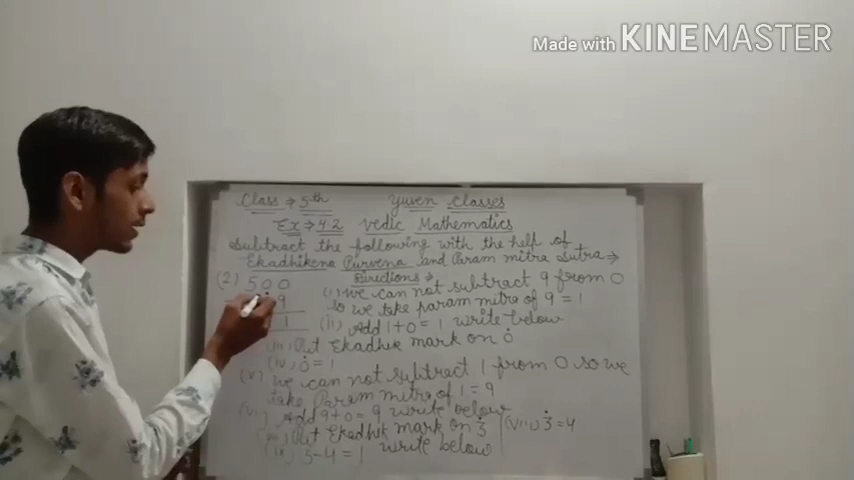 Made with KINEMASTER
Class → 5th Yuven Classes
Ex → 4.2 Vedic Mathematics
Subtract the following with the help of
Ekadhikena Purvena and Param mitra Sutra →
(2) 500 Directions →
9
1
(i) we can not subtract 9 from 0
so we take param mitra of 9 = 1
(ii) Add 1+0 = 1 write below
(iii) Put Ekadhik mark on 0̇
(iv) 0̇ = 1
(v) we can not subtract 1 from 0 so we
take Param mitra of 1 = 9
(vi) Add 9+0 = 9 write below
(vii) Put Ekadhik mark on 3̇ (viii) 3̇ = 4
(ix) 5-4 = 1 write below